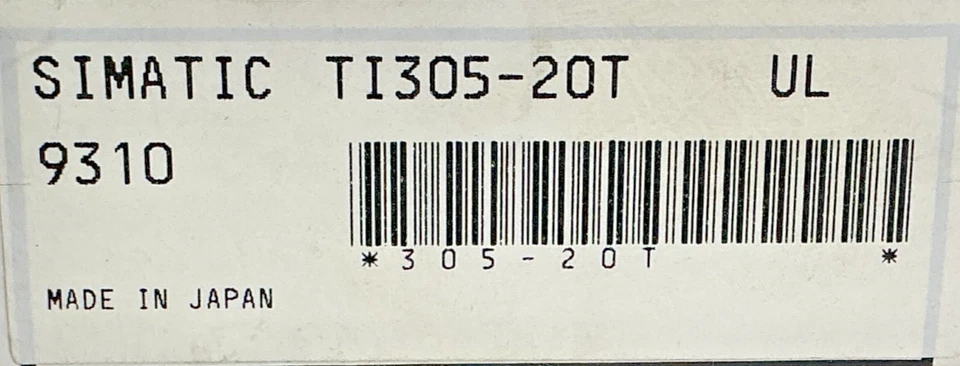 SIMATIC TI305-20T UL
9310
*305-20T *
MADE IN JAPAN